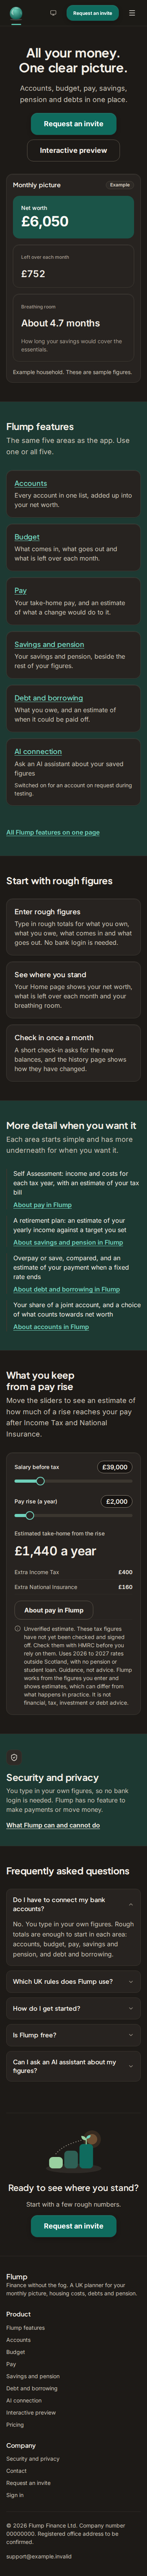 Request an invite
All your money.
One clear picture.
Accounts, budget, pay, savings,
pension and debts in one place.
Request an invite
Interactive preview
Monthly picture
Example
Net worth
£6,050
Left over each month
£752
Breathing room
About 4.7 months
How long your savings would cover the
essentials.
Example household. These are sample figures.
Flump features
The same five areas as the app. Use
one or all five.
Accounts
Every account in one list, added up into
your net worth.
Budget
What comes in, what goes out and
what is left over each month.
Pay
Your take-home pay, and an estimate
of what a change would do to it.
Savings and pension
Your savings and pension, beside the
rest of your figures.
Debt and borrowing
What you owe, and an estimate of
when it could be paid off.
AI connection
Ask an AI assistant about your saved
figures
Switched on for an account on request during
testing.
All Flump features on one page
Start with rough figures
Enter rough figures
Type in rough totals for what you own,
what you owe, what comes in and what
goes out. No bank login is needed.
See where you stand
Your Home page shows your net worth,
what is left over each month and your
breathing room.
Check in once a month
A short check-in asks for the new
balances, and the history page shows
how they have changed.
More detail when you want it
Each area starts simple and has more
underneath for when you want it.
Self Assessment: income and costs for
each tax year, with an estimate of your tax
bill
About pay in Flump
A retirement plan: an estimate of your
yearly income against a target you set
About savings and pension in Flump
Overpay or save, compared, and an
estimate of your payment when a fixed
rate ends
About debt and borrowing in Flump
Your share of a joint account, and a choice
of what counts towards net worth
About accounts in Flump
What you keep
from a pay rise
Move the sliders to see an estimate of
how much of a rise reaches your pay
after Income Tax and National
Insurance.
Salary before tax
£39,000
Pay rise (a year)
£2,000
Estimated take-home from the rise
£1,440 a year
Extra Income Tax
£400
Extra National Insurance
£160
About pay in Flump
Unverified estimate. These tax figures
have not yet been checked and signed
off. Check them with HMRC before you
rely on them. Uses 2026 to 2027 rates
outside Scotland, with no pension or
student loan. Guidance, not advice. Flump
works from the figures you enter and
shows estimates, which can differ from
what happens in practice. It is not
financial, tax, investment or debt advice.
Security and privacy
You type in your own figures, so no bank
login is needed. Flump has no feature to
make payments or move money.
What Flump can and cannot do
Frequently asked questions
Do I have to connect my bank
accounts?
No. You type in your own figures. Rough
totals are enough to start in each area:
accounts, budget, pay, savings and
pension, and debt and borrowing.
Which UK rules does Flump use?
How do I get started?
Is Flump free?
Can I ask an AI assistant about my
figures?
Ready to see where you stand?
Start with a few rough numbers.
Request an invite
Flump
Finance without the fog. A UK planner for your
monthly picture, housing costs, debts and pension.
Product
Flump features
Accounts
Budget
Pay
Savings and pension
Debt and borrowing
AI connection
Interactive preview
Pricing
Company
Security and privacy
Contact
Request an invite
Sign in
© 2026 Flump Finance Ltd. Company number
00000000. Registered office address to be
confirmed.
support@example.invalid